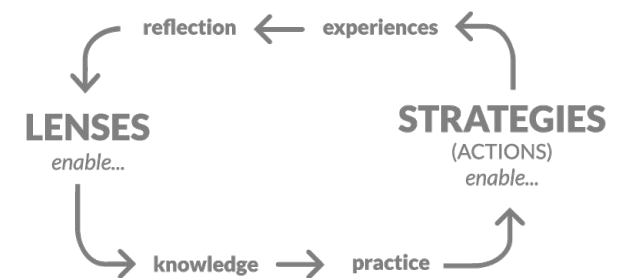 reflection
experiences
LENSES
enable...
STRATEGIES
(ACTIONS)
enable...
knowledge
practice